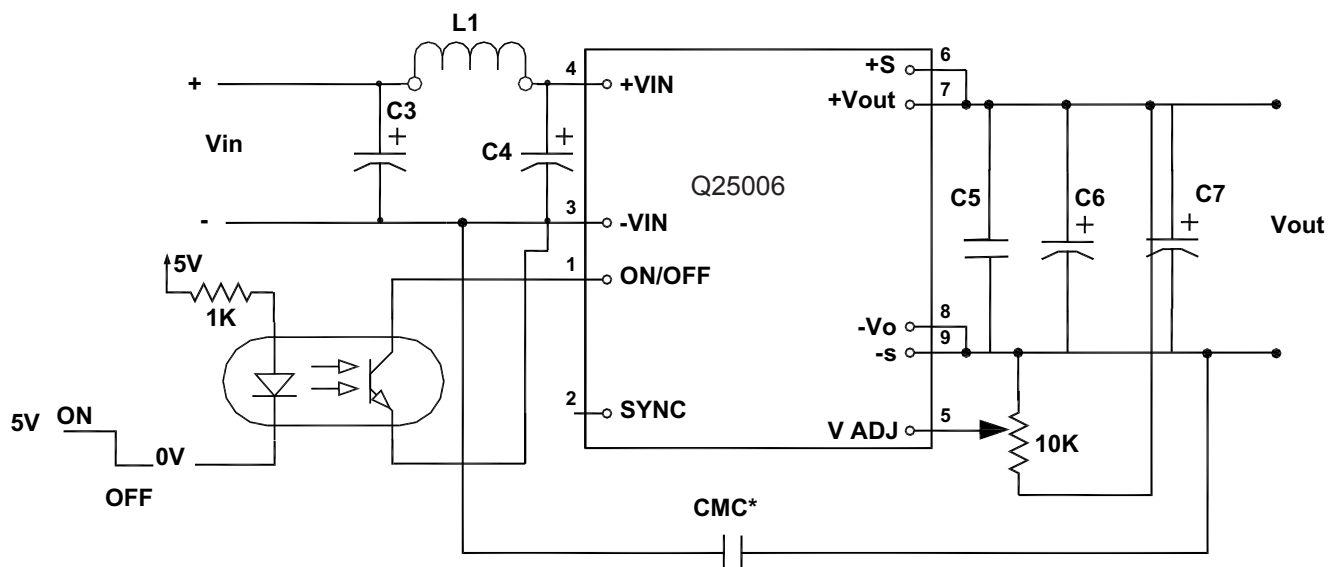 L1
+
4
+VIN
C3
+
Vin
C4
+
Q25006
-
3
-VIN
5V
1K
1
ON/OFF
2
SYNC
5V
ON
0V
OFF
+S
6
+Vout
7
C5
C6
+
C7
+
Vout
-Vo
8
-s
9
V ADJ
5
10K
CMC*